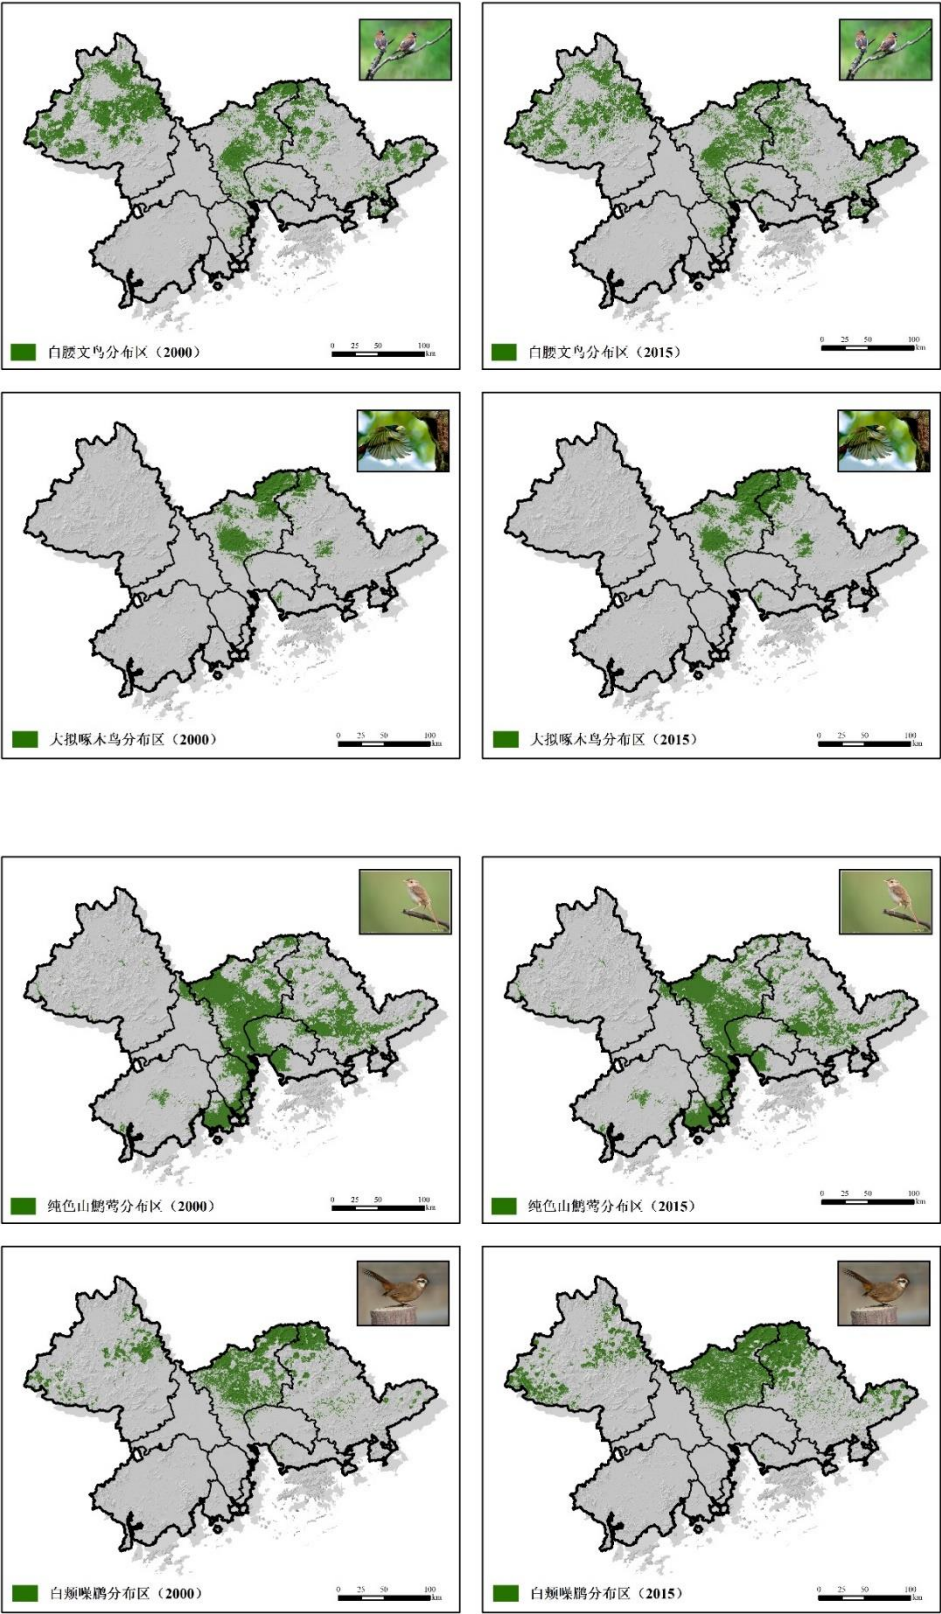 白腰文鸟分布区（2000）
0 25 50 100
km
白腰文鸟分布区（2015）
0 25 50 100
km
大拟啄木鸟分布区（2000）
0 25 50 100
km
大拟啄木鸟分布区（2015）
0 25 50 100
km
纯色山鹪莺分布区（2000）
0 25 50 100
km
纯色山鹪莺分布区（2015）
0 25 50 100
km
白颊噪鹛分布区（2000）
0 25 50 100
km
白颊噪鹛分布区（2015）
0 25 50 100
km